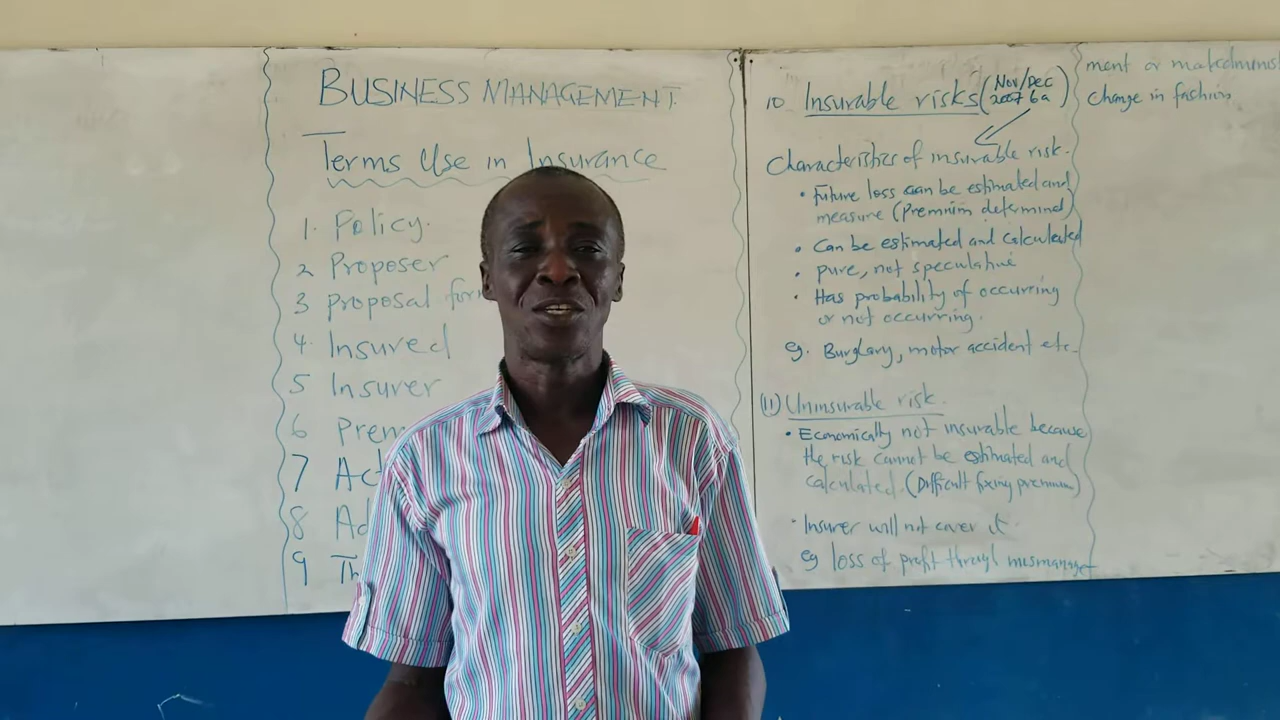 BUSINESS MANAGEMENT.
Terms Use in Insurance
1. Policy.
2 Proposer
3 proposal form
4. Insured
5 Insurer
6 Prem
7 Ac
8 Ad
9 Th
10 Insurable risks (Nov/Dec 2007 6a)
Characteristics of insurable risk.
• Future loss can be estimated and
measure (Premium determind)
• Can be estimated and calculated
• pure, not speculative
• Has probability of occurring
or not occurring.
eg. Burglary, motor accident etc.
(11) Uninsurable risk.
• Economically not insurable because
the risk cannot be estimated and
calculated. (Difficult fixing premium)
• Insurer will not cover it.
eg loss of profit through mismanage
ment or
change in fashion